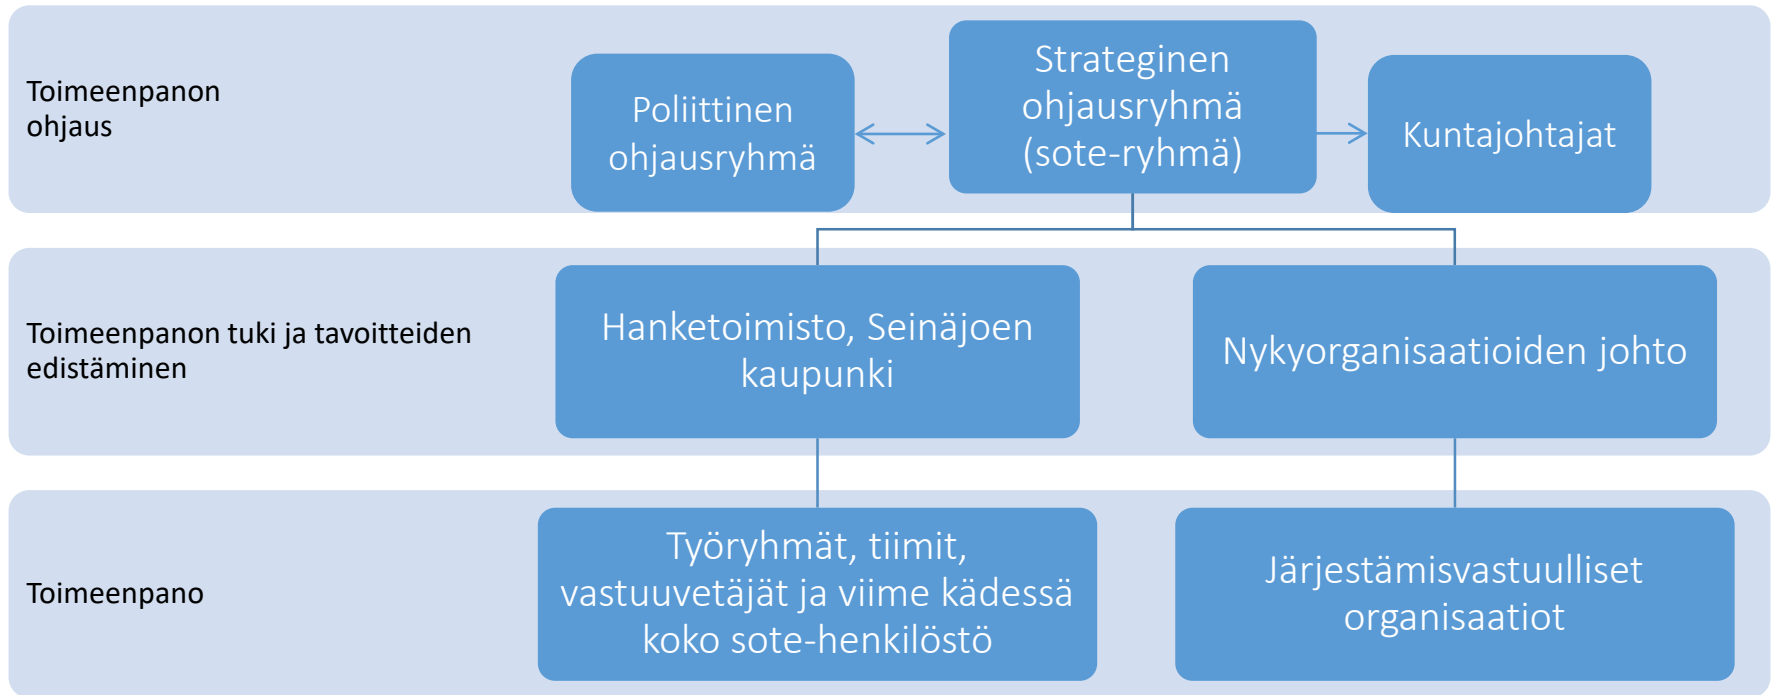 Toimeenpanon
ohjaus
Poliittinen
ohjausryhmä
Strateginen
ohjausryhmä
(sote-ryhmä)
Kuntajohtajat
Toimeenpanon tuki ja tavoitteiden
edistäminen
Hanketoimisto, Seinäjoen
kaupunki
Nykyorganisaatioiden johto
Toimeenpano
Työryhmät, tiimit,
vastuuvetäjät ja viime kädessä
koko sote-henkilöstö
Järjestämisvastuulliset
organisaatiot